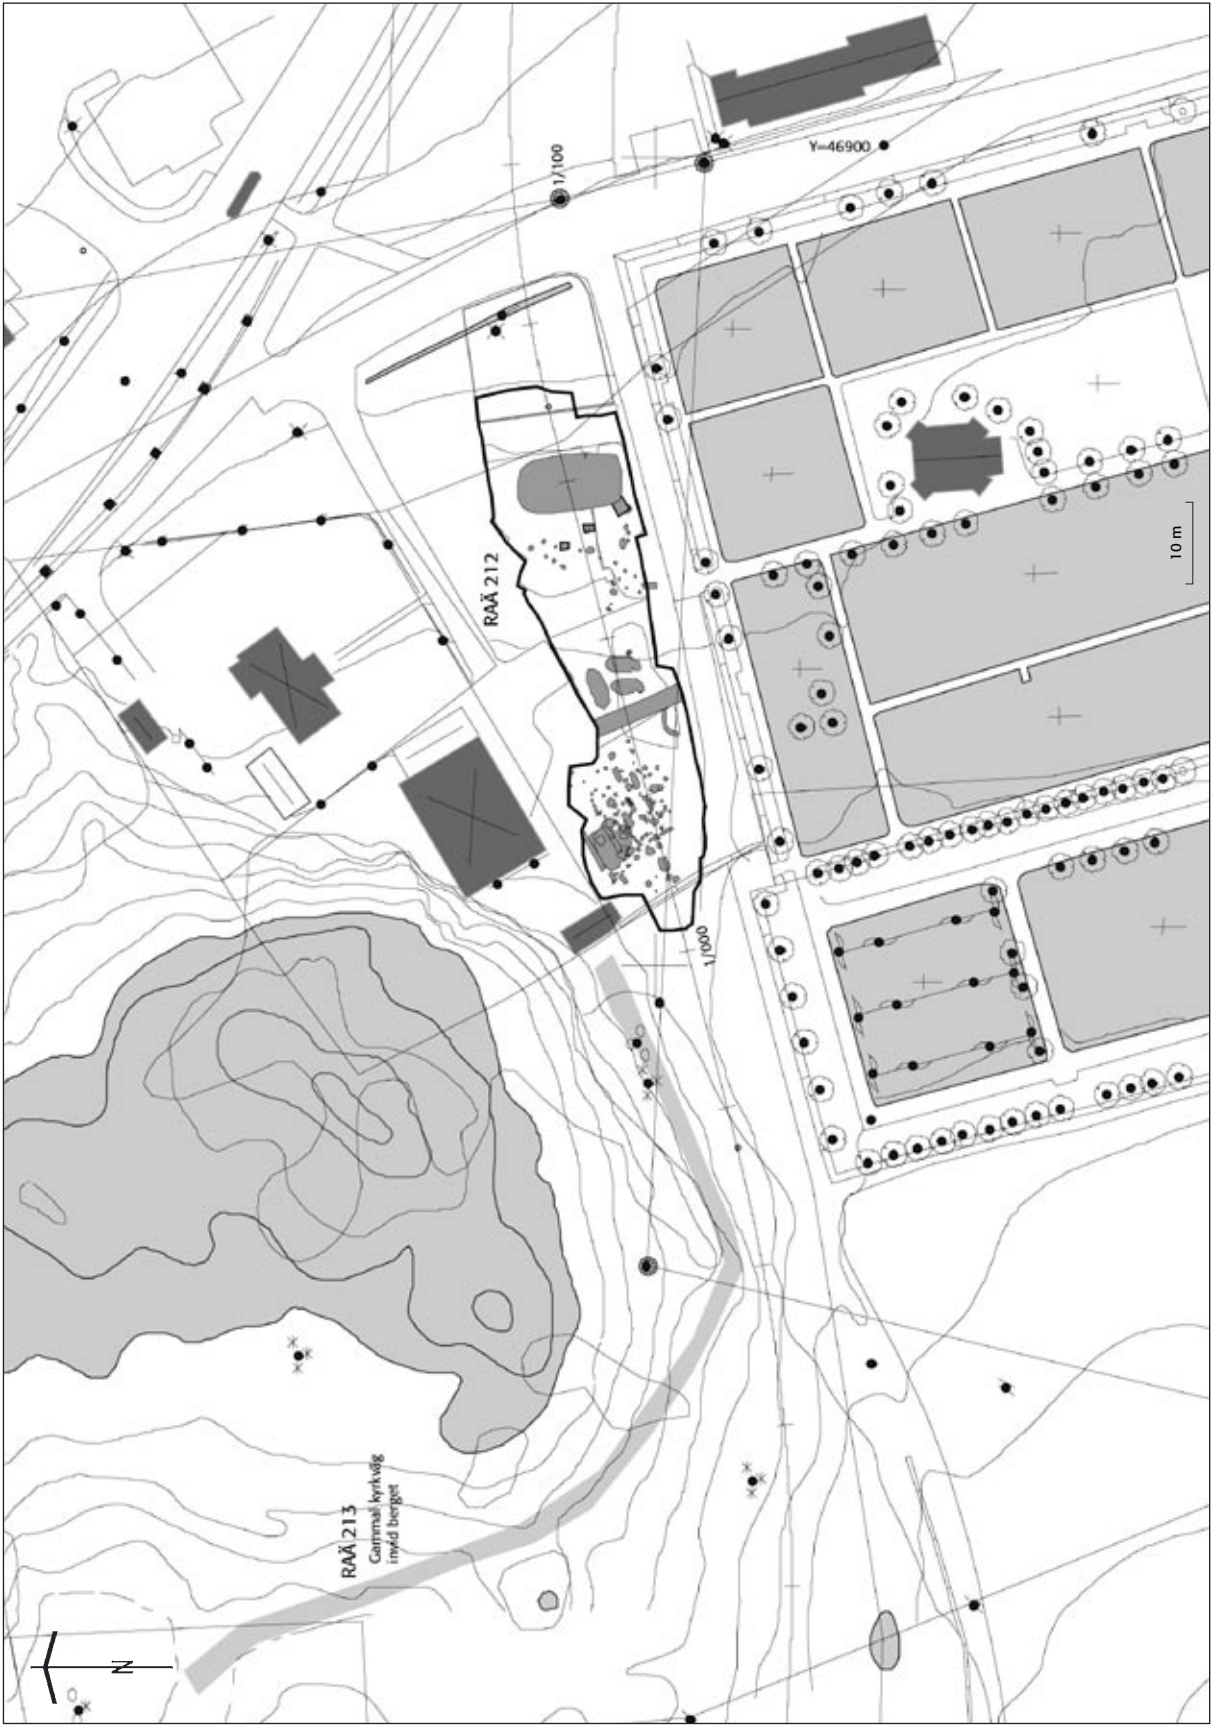 1/100
Y=46900
RAÄ 212
10 m
1/000
RAÄ 213
Gammal kyrkväg
invid berget
N